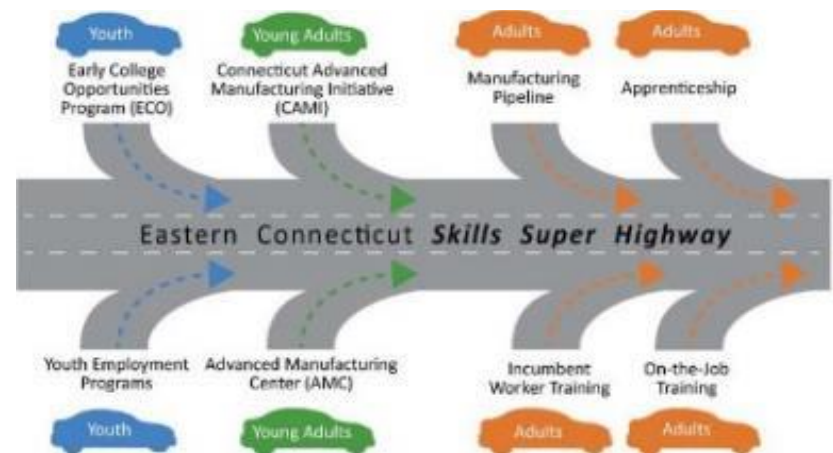 Youth
Young Adults
Adults
Adults
Early College
Opportunities
Program (ECO)
Connecticut Advanced
Manufacturing Initiative
(CAMI)
Manufacturing
Pipeline
Apprenticeship
Eastern Connecticut Skills Super Highway
Youth Employment
Programs
Advanced Manufacturing
Center (AMC)
Incumbent
Worker Training
On-the-Job
Training
Youth
Young Adults
Adults
Adults